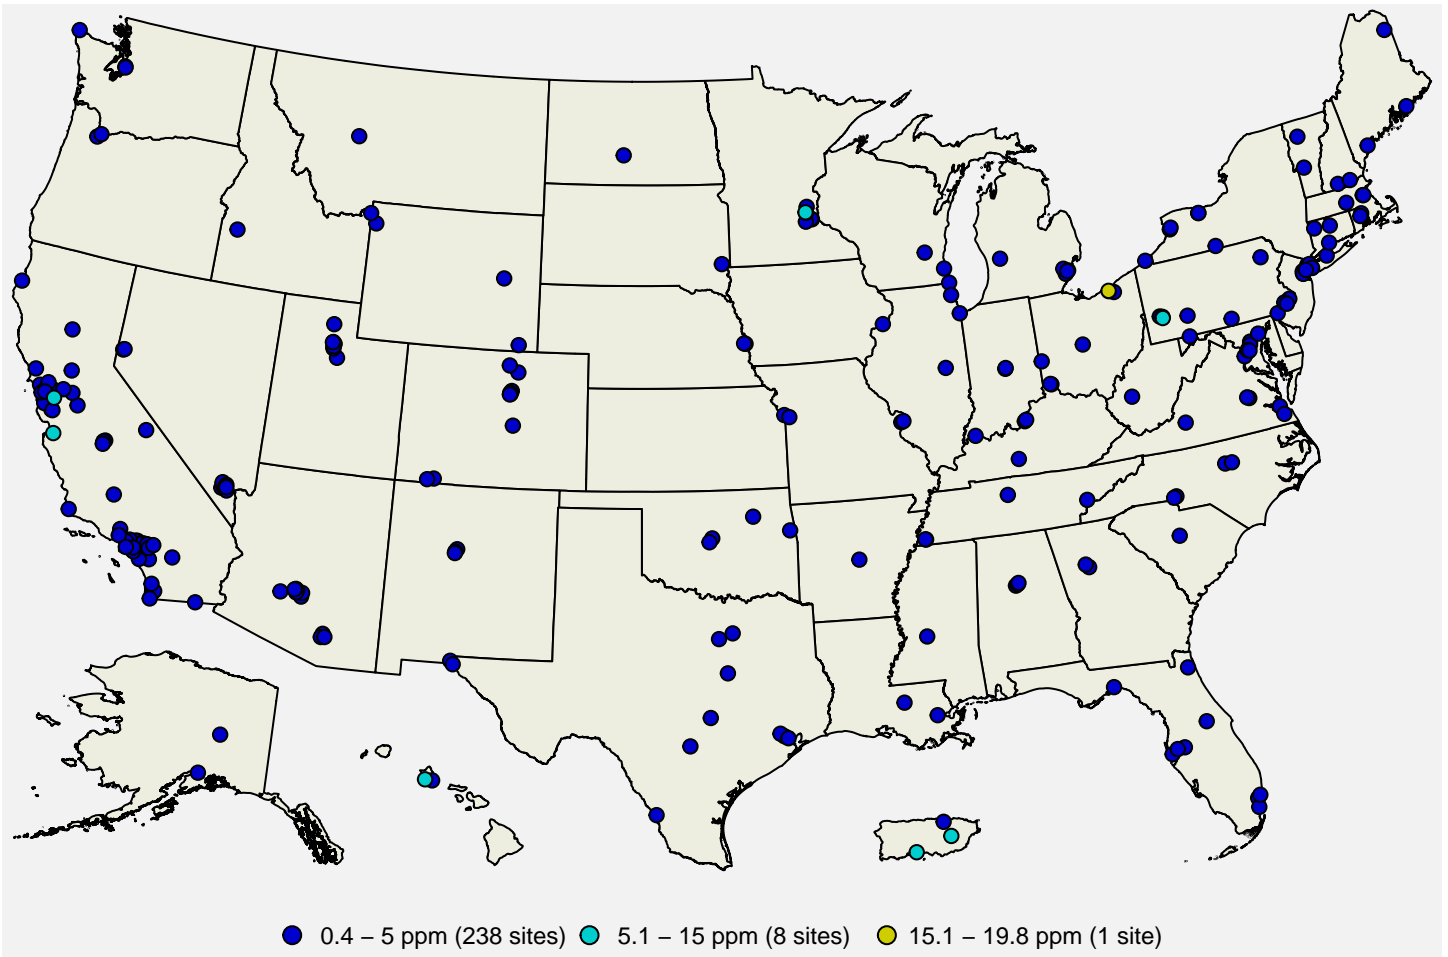 0.4 – 5 ppm (238 sites) 5.1 – 15 ppm (8 sites) 15.1 – 19.8 ppm (1 site)